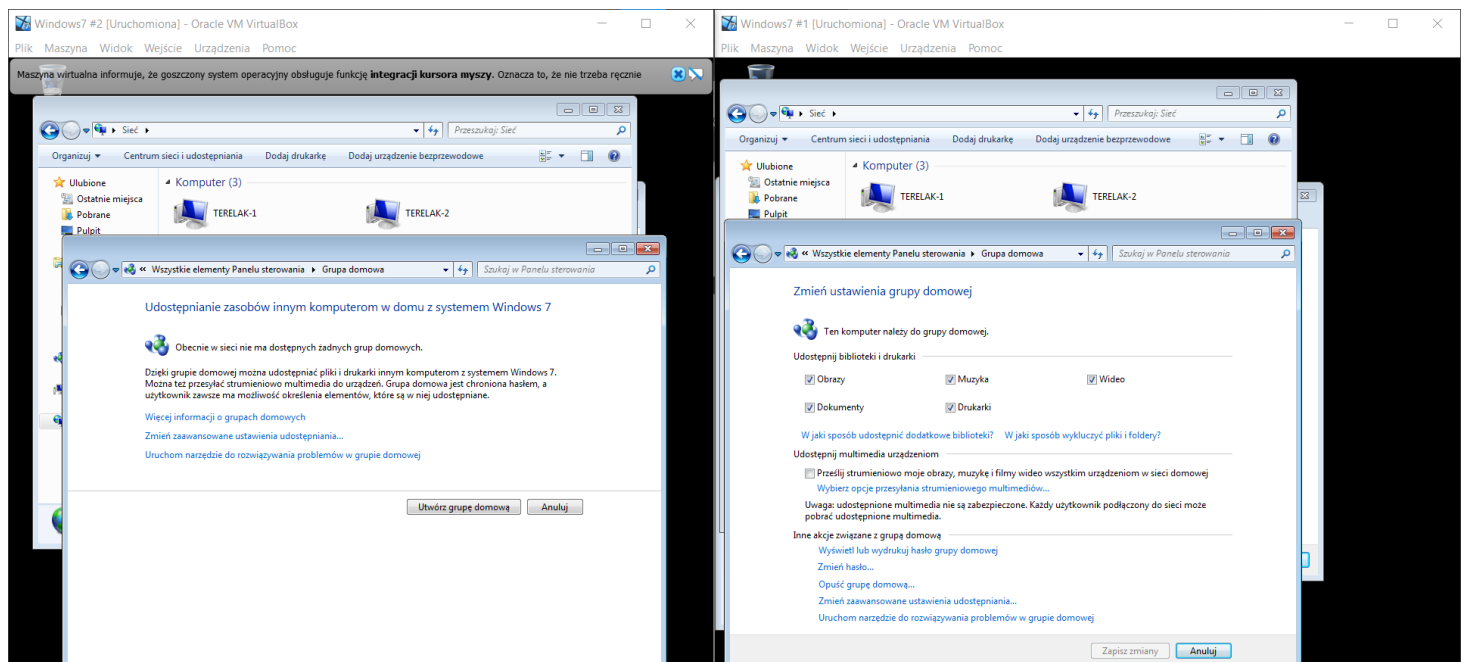 Windows7 #2 [Uruchomiona] - Oracle VM VirtualBox
Plik Maszyna Widok Wejście Urządzenia Pomoc
Maszyna wirtualna informuje, że goszczony system operacyjny obsługuje funkcję integracji kursora myszy. Oznacza to, że nie trzeba ręcznie
Sieć
Przeszukaj: Sieć
Organizuj Centrum sieci i udostępniania Dodaj drukarkę Dodaj urządzenie bezprzewodowe
Ulubione
Ostatnie miejsca
Pobrane
Pulpit
Komputer (3)
TERELAK-1 TERELAK-2
« Wszystkie elementy Panelu sterowania Grupa domowa
Szukaj w Panelu sterowania
Udostępnianie zasobów innym komputerom w domu z systemem Windows 7
Obecnie w sieci nie ma dostępnych żadnych grup domowych.
Dzięki grupie domowej można udostępniać pliki i drukarki innym komputerom z systemem Windows 7.
Można też przesyłać strumieniowo multimedia do urządzeń. Grupa domowa jest chroniona hasłem, a
użytkownik zawsze ma możliwość określenia elementów, które są w niej udostępniane.
Więcej informacji o grupach domowych
Zmień zaawansowane ustawienia udostępniania...
Uruchom narzędzie do rozwiązywania problemów w grupie domowej
Utwórz grupę domową Anuluj
Windows7 #1 [Uruchomiona] - Oracle VM VirtualBox
Plik Maszyna Widok Wejście Urządzenia Pomoc
Sieć
Przeszukaj: Sieć
Organizuj Centrum sieci i udostępniania Dodaj drukarkę Dodaj urządzenie bezprzewodowe
Ulubione
Ostatnie miejsca
Pobrane
Pulpit
Komputer (3)
TERELAK-1 TERELAK-2
« Wszystkie elementy Panelu sterowania Grupa domowa
Szukaj w Panelu sterowania
Zmień ustawienia grupy domowej
Ten komputer należy do grupy domowej.
Udostępnij biblioteki i drukarki
Obrazy Muzyka Wideo
Dokumenty Drukarki
W jaki sposób udostępnić dodatkowe biblioteki? W jaki sposób wykluczyć pliki i foldery?
Udostępnij multimedia urządzeniom
Prześlij strumieniowo moje obrazy, muzykę i filmy wideo wszystkim urządzeniom w sieci domowej
Wybierz opcje przesyłania strumieniowego multimediów...
Uwaga: udostępnione multimedia nie są zabezpieczone. Każdy użytkownik podłączony do sieci może
pobrać udostępnione multimedia.
Inne akcje związane z grupą domową
Wyświetl lub wydrukuj hasło grupy domowej
Zmień hasło...
Opuść grupę domową...
Zmień zaawansowane ustawienia udostępniania...
Uruchom narzędzie do rozwiązywania problemów w grupie domowej
Zapisz zmiany Anuluj